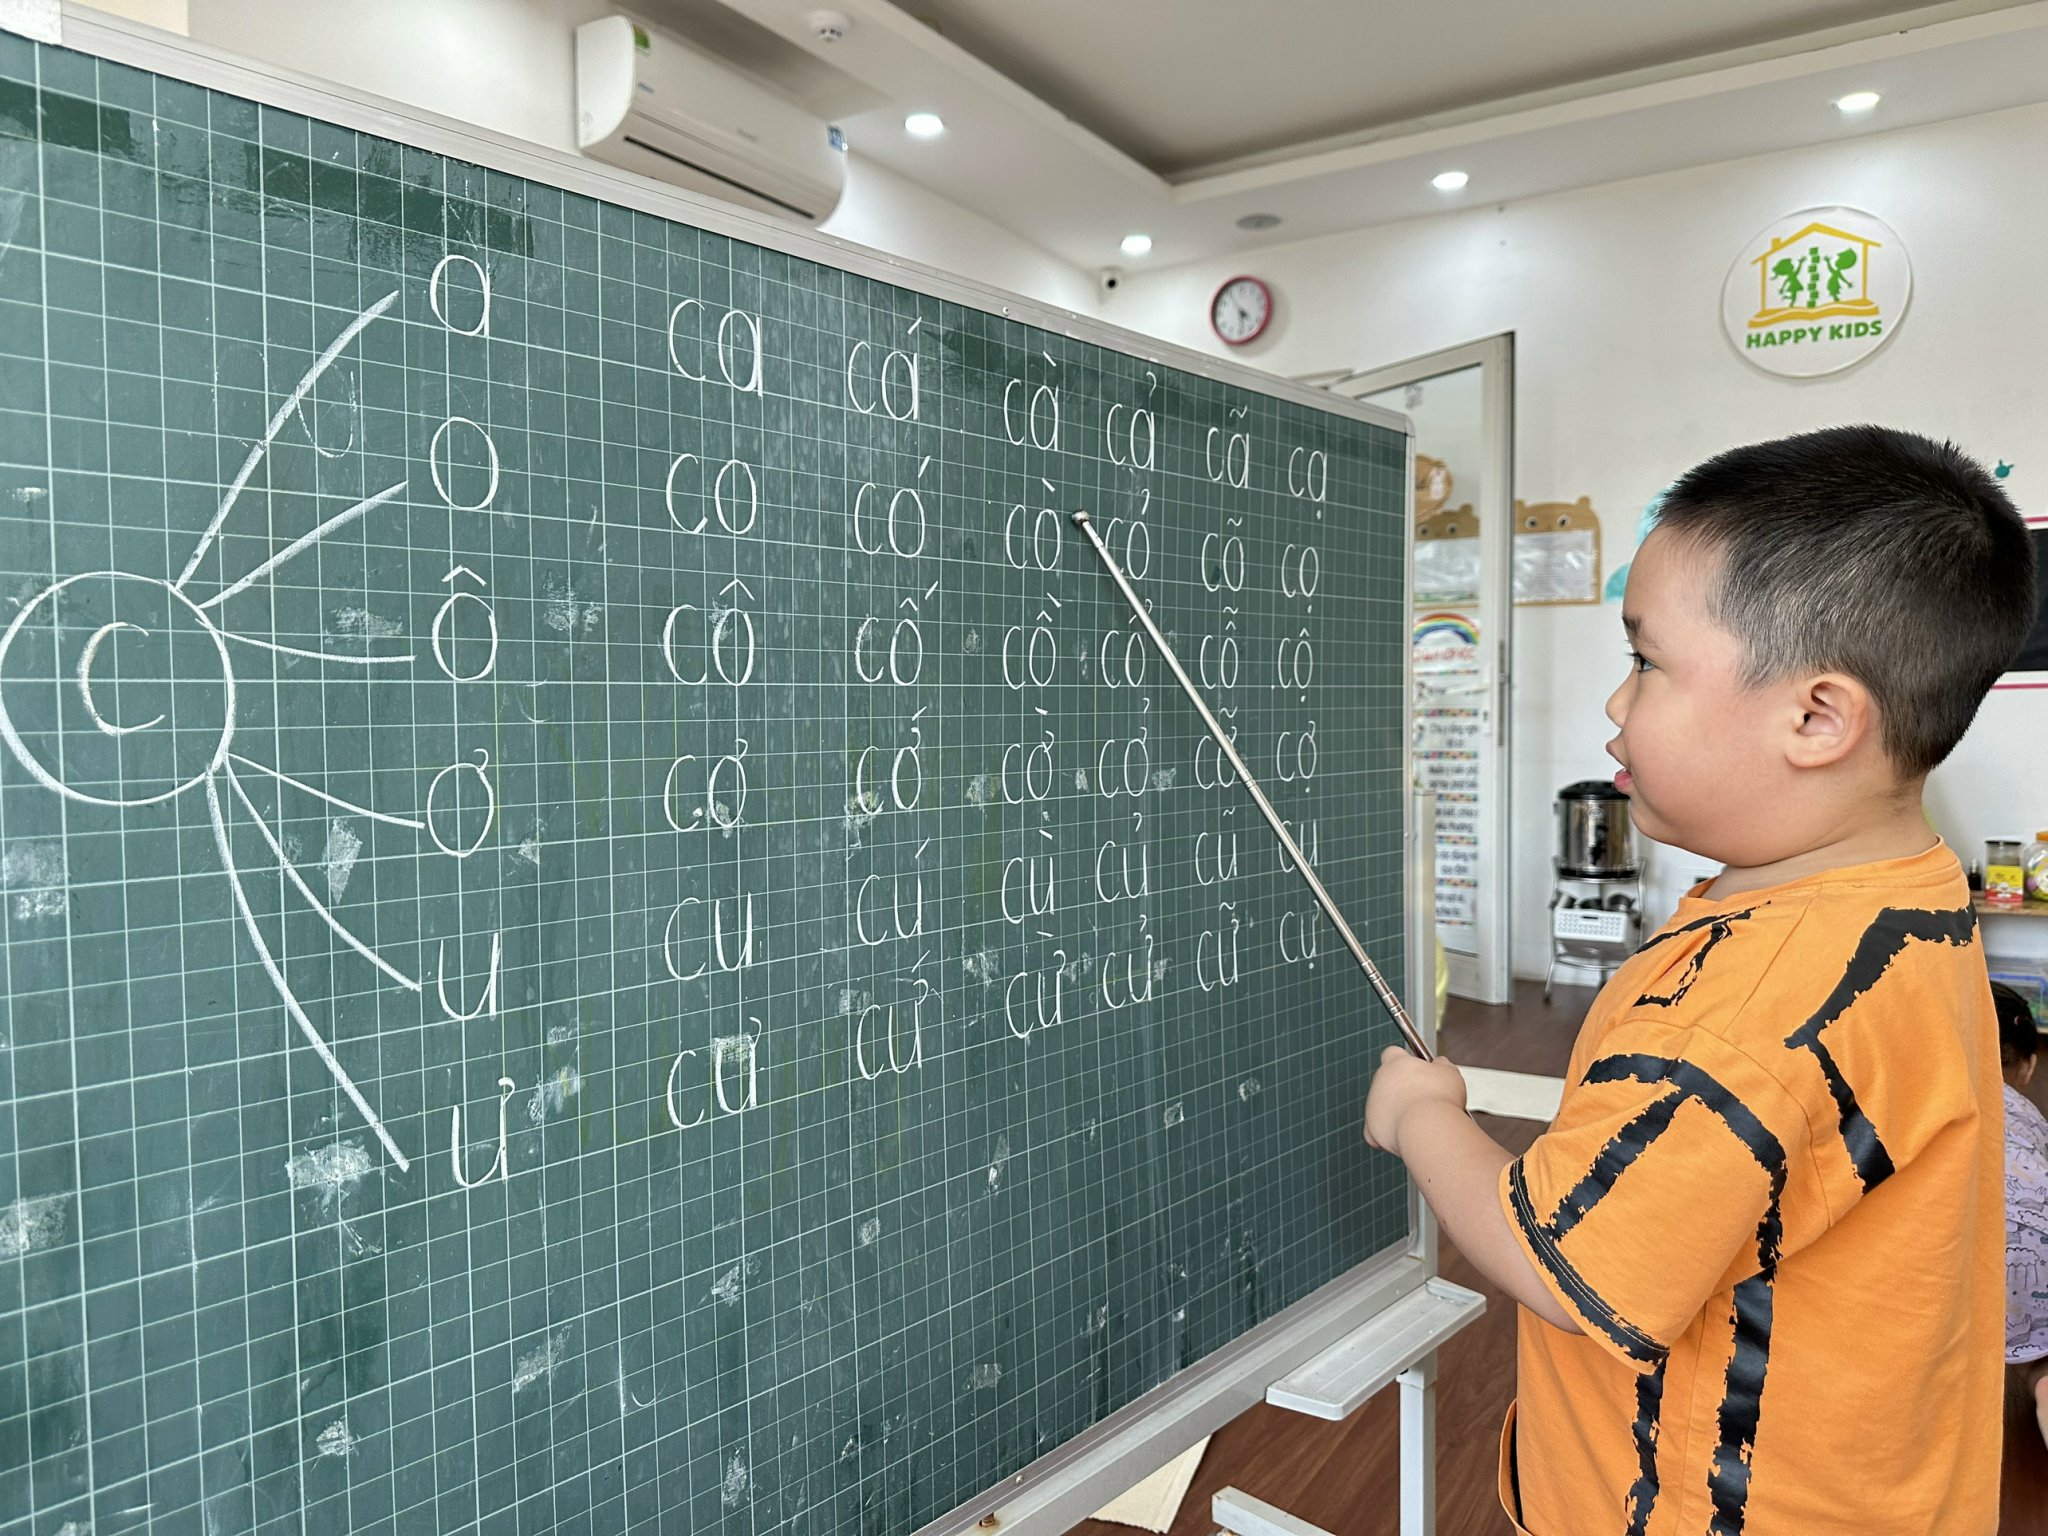 a ca cá cà cả cã cạ
o co có cò cỏ cõ cọ
ô cô cố cồ cổ cỗ cộ
c
ơ cơ cớ cờ cở cỡ cợ
u cu cú cù củ cũ cụ
ư cư cứ cừ cử cữ cự
HAPPY KIDS